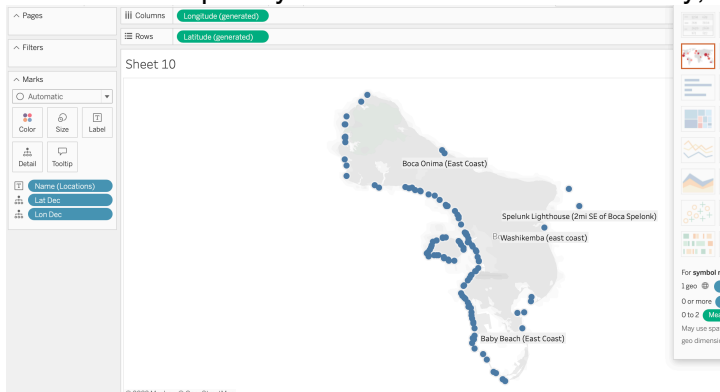 Pages
iii Columns
Longitude (generated)
Rows
Latitude (generated)
Filters
Sheet 10
Marks
Automatic
Color
Size
Label
T
Detail
Tooltip
T
Name (Locations)
Lat Dec
Lon Dec
Boca Onima (East Coast)
Spelunk Lighthouse (2mi SE of Boca Spelonk)
Washikemba (east coast)
Baby Beach (East Coast)
For symbol
1 geo
0 or more
0 to 2
May use spa
geo dimensi